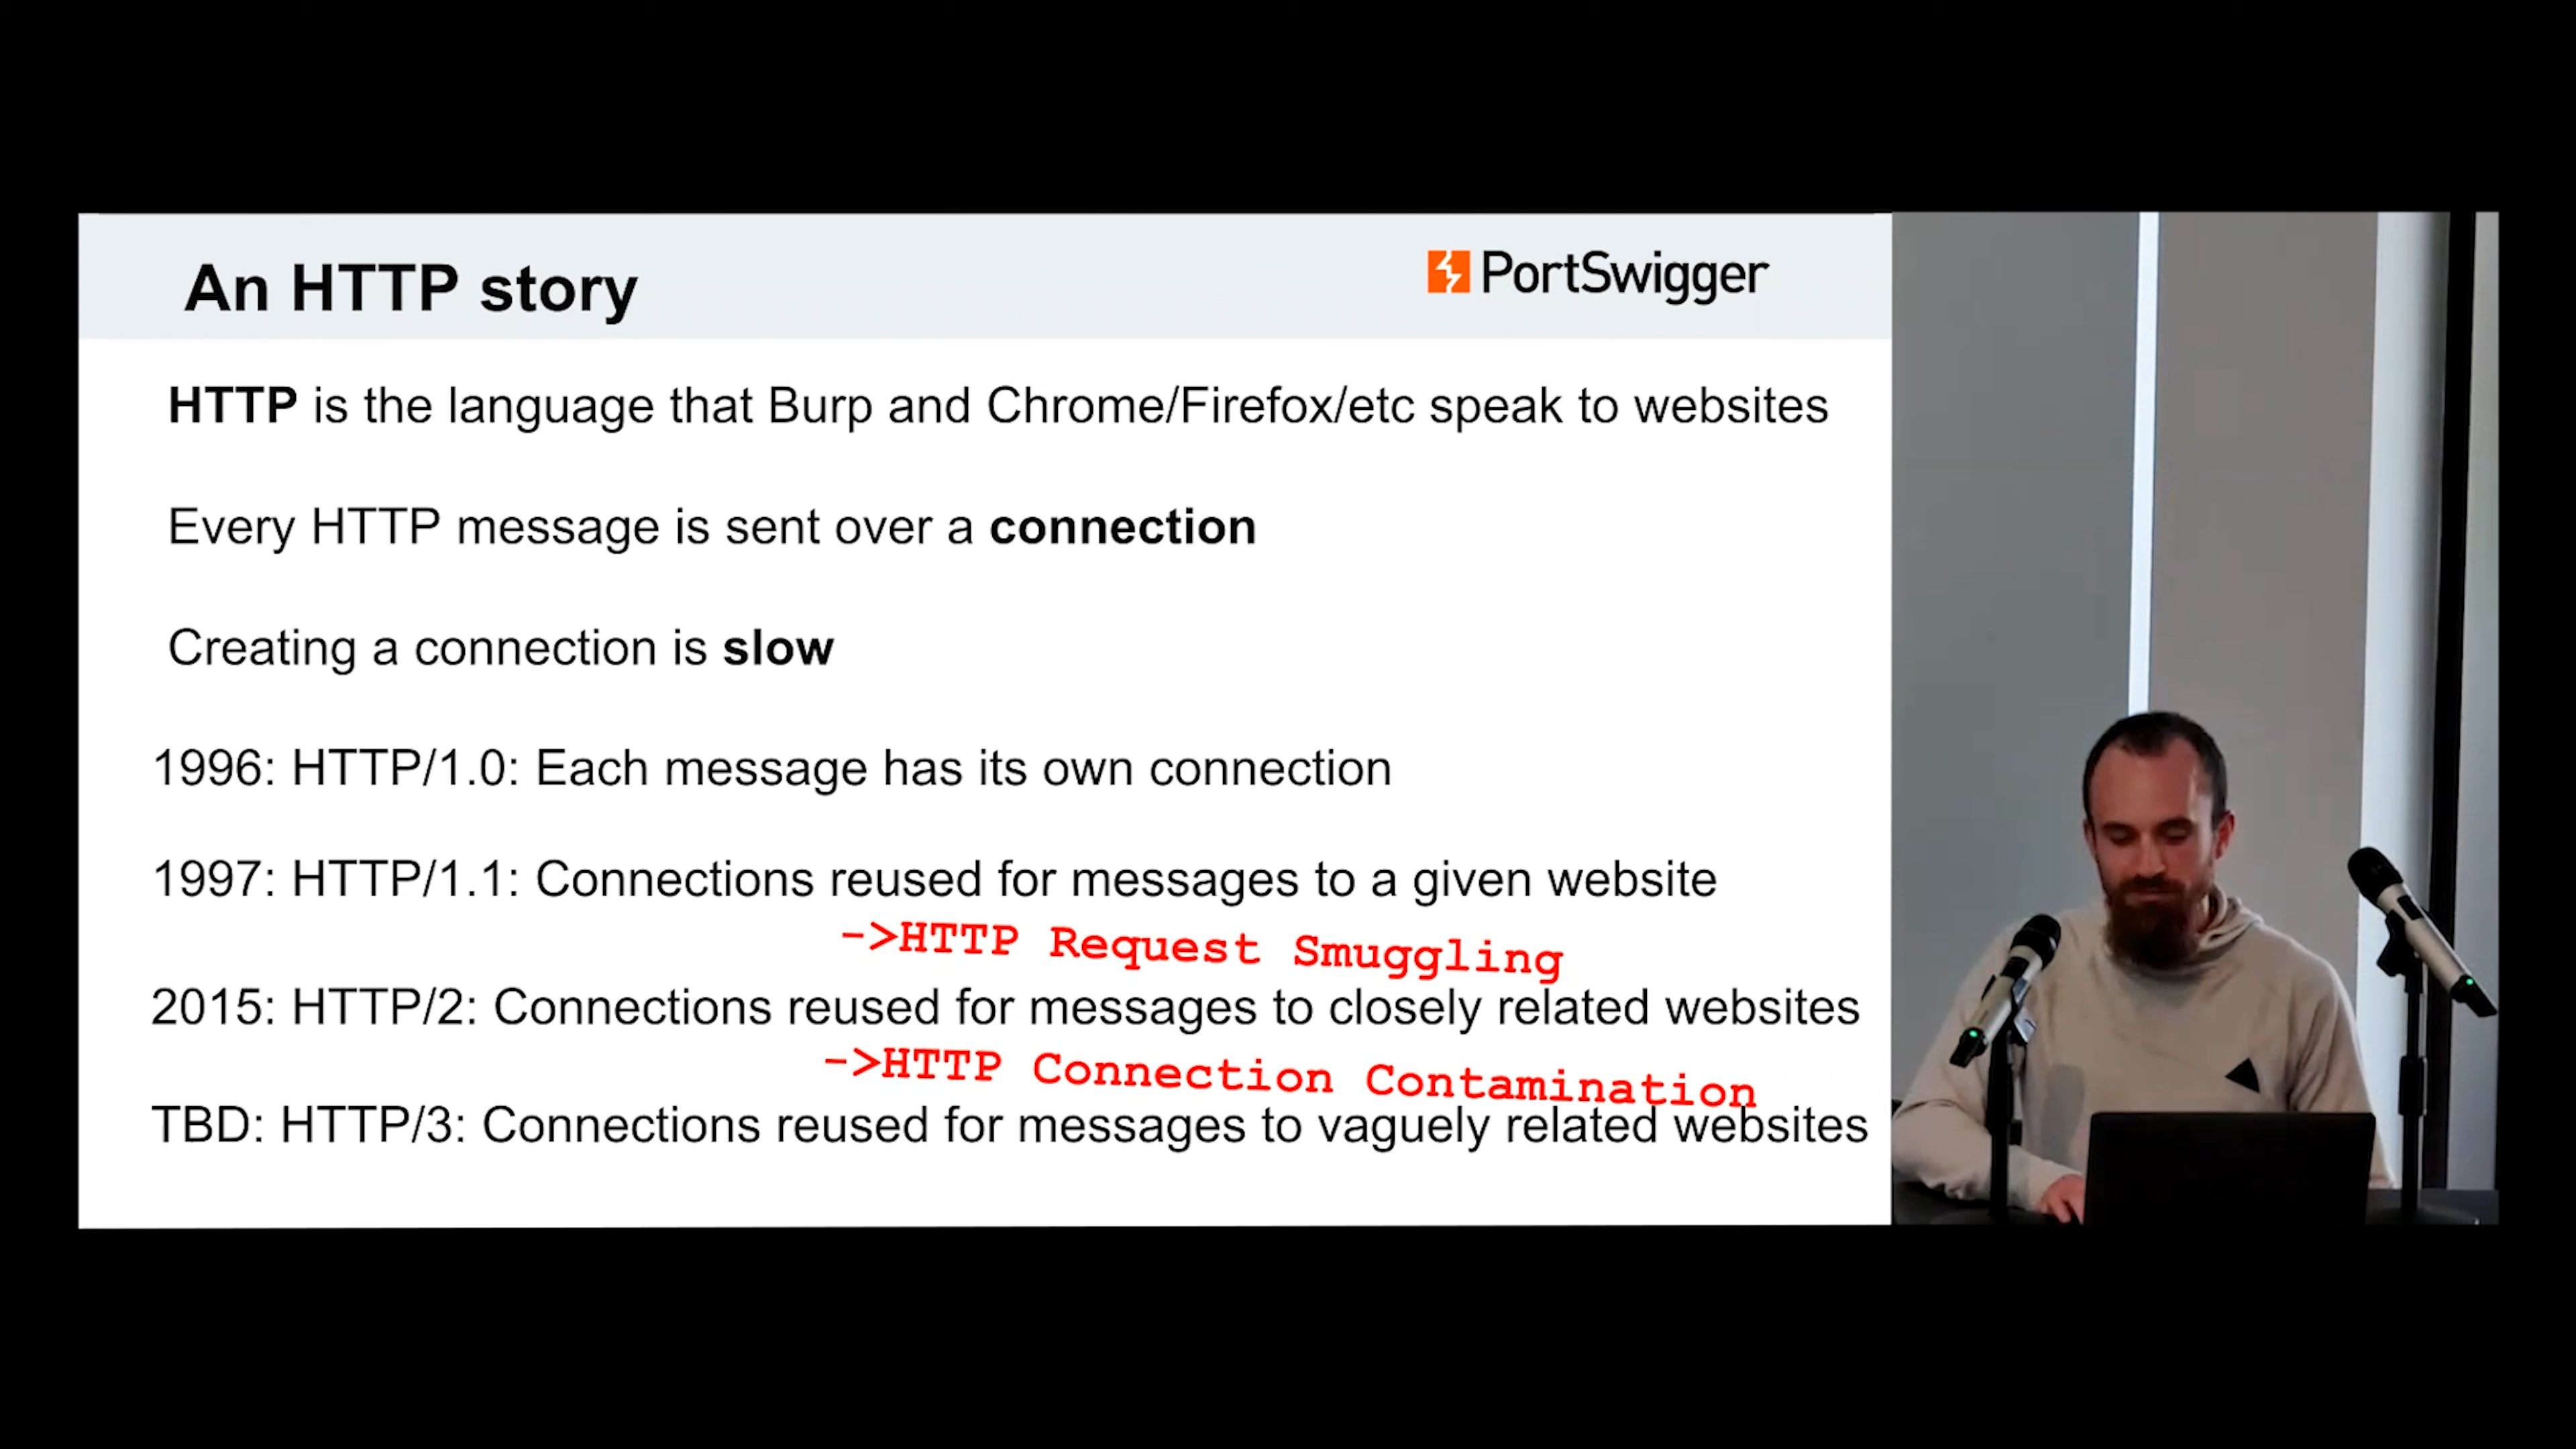 An HTTP story
PortSwigger
HTTP is the language that Burp and Chrome/Firefox/etc speak to websites
Every HTTP message is sent over a connection
Creating a connection is slow
1996: HTTP/1.0: Each message has its own connection
1997: HTTP/1.1: Connections reused for messages to a given website
->HTTP Request Smuggling
2015: HTTP/2: Connections reused for messages to closely related websites
->HTTP Connection Contamination
TBD: HTTP/3: Connections reused for messages to vaguely related websites